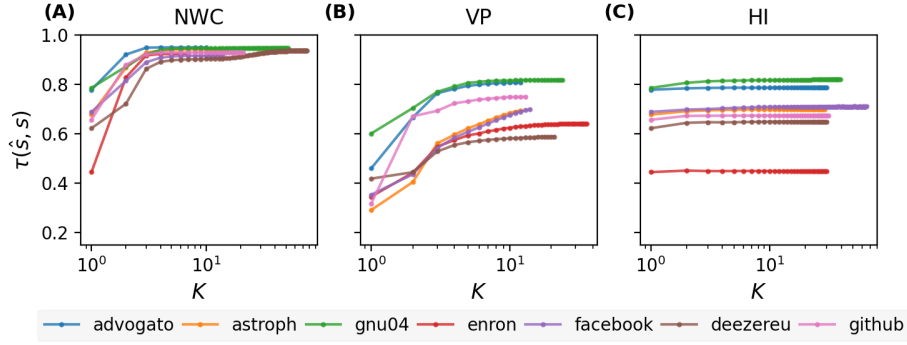 (A) NWC (B) VP (C) HI
1.0
0.8
0.6
0.4
0.2
τ(ŝ, s)
10⁰ 10¹ 10⁰ 10¹ 10⁰ 10¹
K K K
advogato astroph gnu04 enron facebook deezereu github